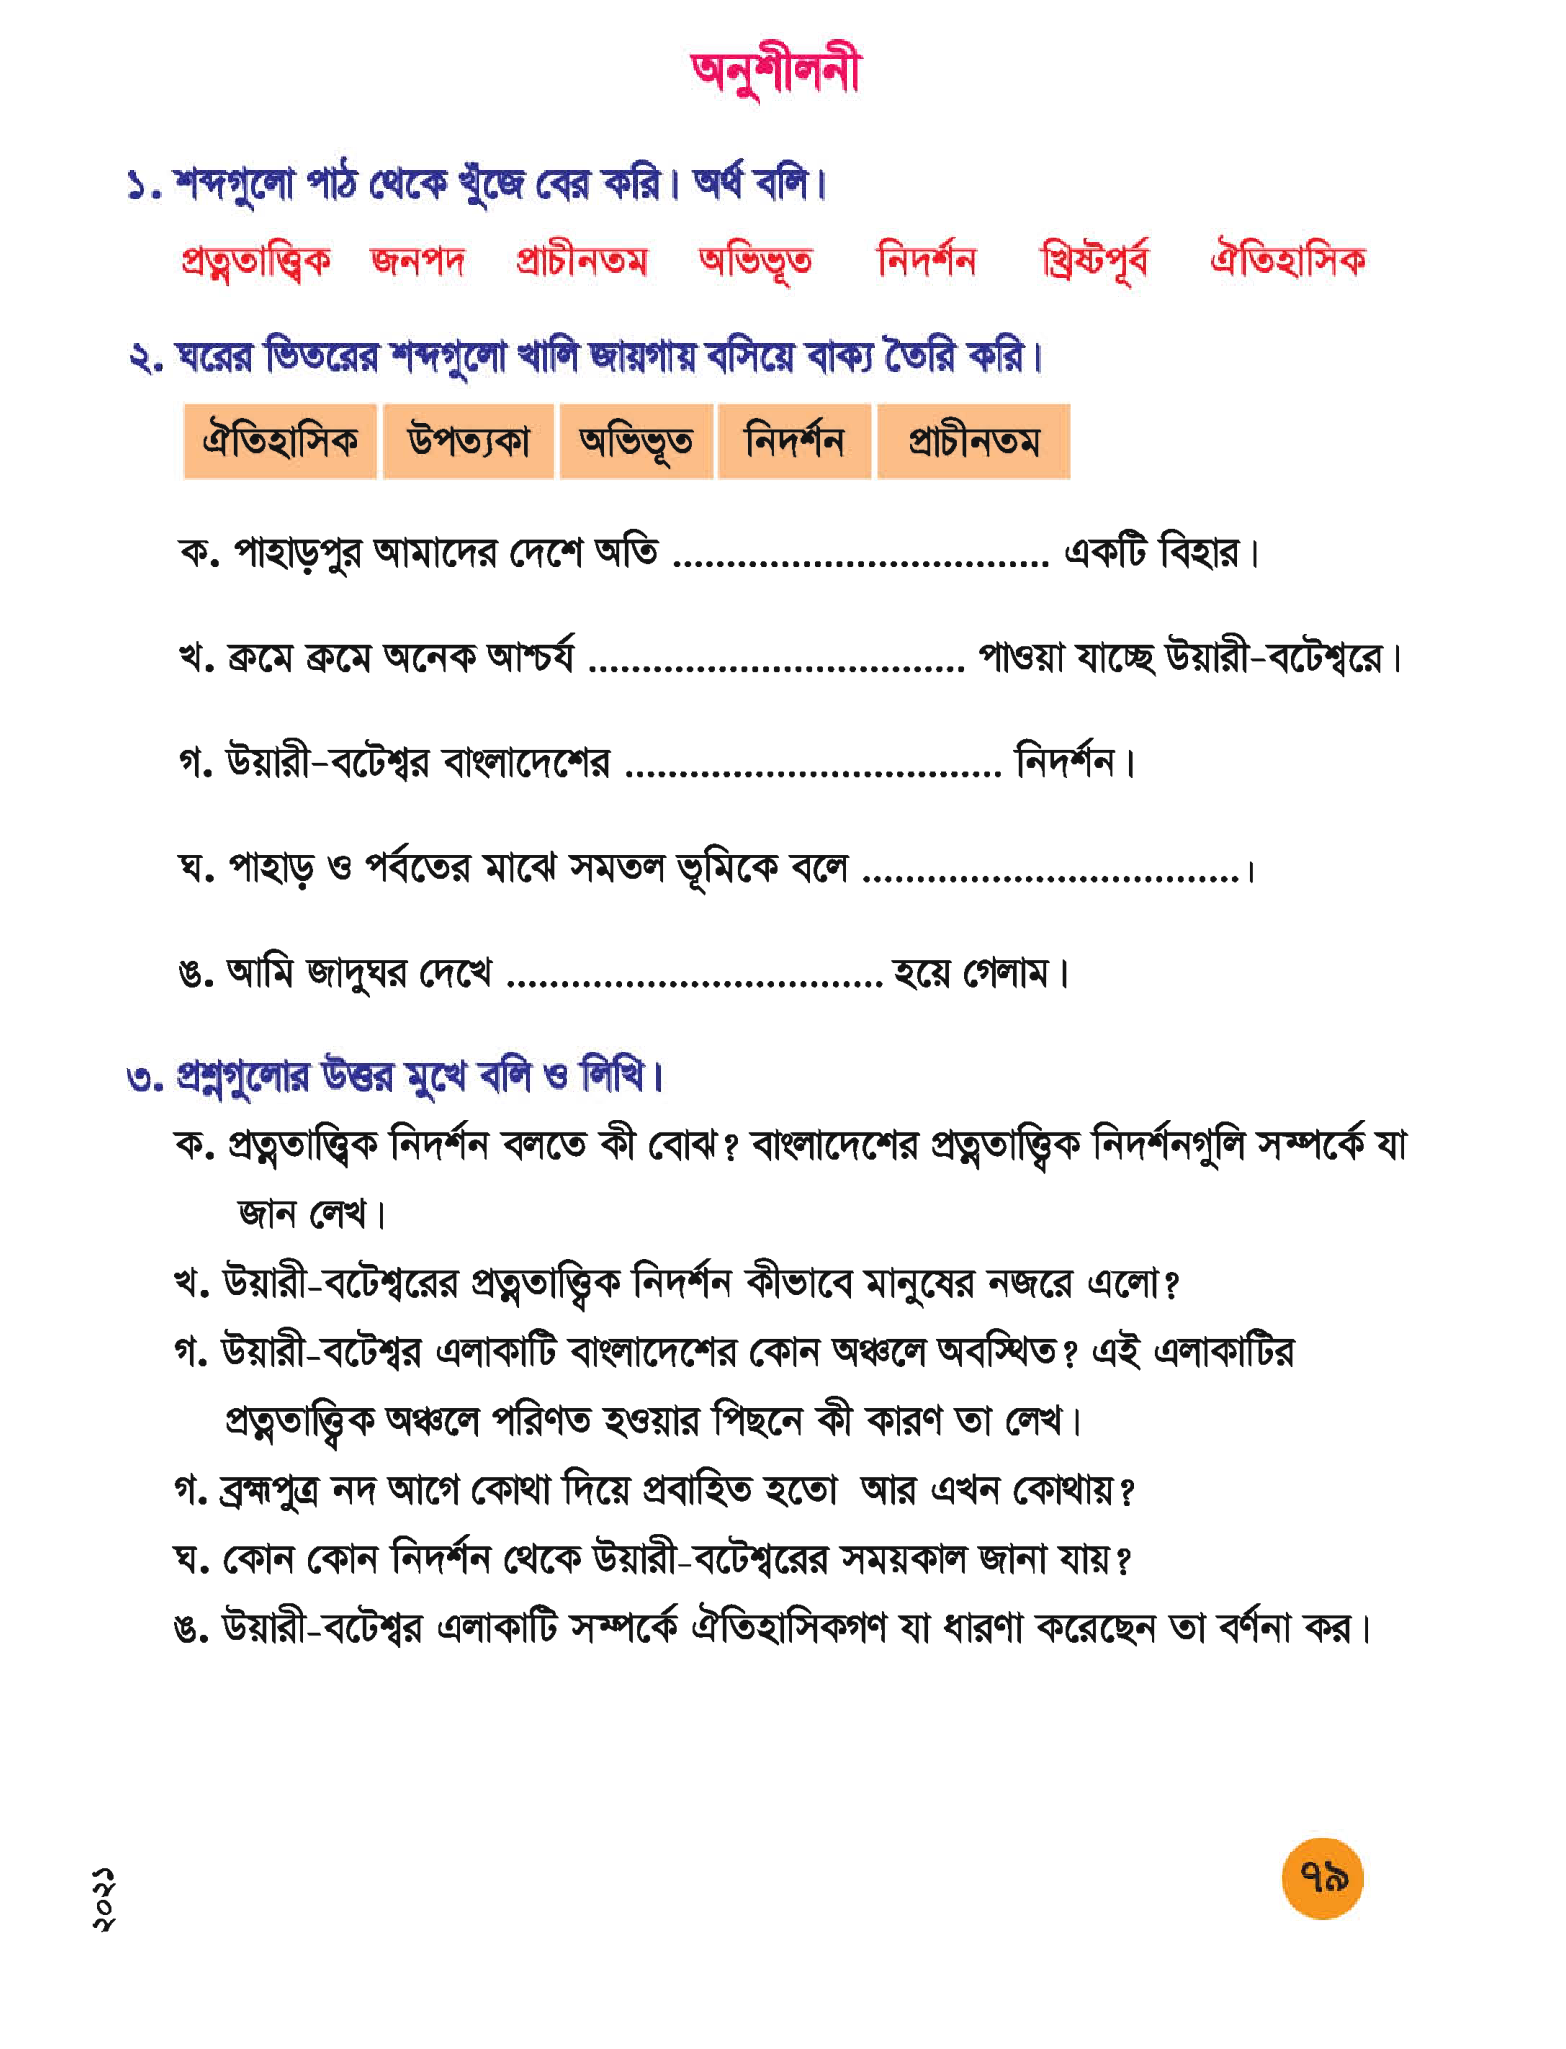 অনুশীলনী
১. শব্দগুলো পাঠ থেকে খুঁজে বের করি। অর্থ বলি।
প্রত্নতাত্ত্বিক জনপদ প্রাচীনতম অভিভূত নিদর্শন খ্রিষ্টপূর্ব ঐতিহাসিক
২. ঘরের ভিতরের শব্দগুলো খালি জায়গায় বসিয়ে বাক্য তৈরি করি।
ঐতিহাসিক উপত্যকা অভিভূত নিদর্শন প্রাচীনতম
ক. পাহাড়পুর আমাদের দেশে অতি ................................... একটি বিহার।
খ. ক্রমে ক্রমে অনেক আশ্চর্য ................................... পাওয়া যাচ্ছে উয়ারী-বটেশ্বরে।
গ. উয়ারী-বটেশ্বর বাংলাদেশের ................................... নিদর্শন।
ঘ. পাহাড় ও পর্বতের মাঝে সমতল ভূমিকে বলে ...................................।
ঙ. আমি জাদুঘর দেখে ................................... হয়ে গেলাম।
৩. প্রশ্নগুলোর উত্তর মুখে বলি ও লিখি।
ক. প্রত্নতাত্ত্বিক নিদর্শন বলতে কী বোঝ? বাংলাদেশের প্রত্নতাত্ত্বিক নিদর্শনগুলি সম্পর্কে যা
জান লেখ।
খ. উয়ারী-বটেশ্বরের প্রত্নতাত্ত্বিক নিদর্শন কীভাবে মানুষের নজরে এলো?
গ. উয়ারী-বটেশ্বর এলাকাটি বাংলাদেশের কোন অঞ্চলে অবস্থিত? এই এলাকাটির
প্রত্নতাত্ত্বিক অঞ্চলে পরিণত হওয়ার পিছনে কী কারণ তা লেখ।
গ. ব্রহ্মপুত্র নদ আগে কোথা দিয়ে প্রবাহিত হতো আর এখন কোথায়?
ঘ. কোন কোন নিদর্শন থেকে উয়ারী-বটেশ্বরের সময়কাল জানা যায়?
ঙ. উয়ারী-বটেশ্বর এলাকাটি সম্পর্কে ঐতিহাসিকগণ যা ধারণা করেছেন তা বর্ণনা কর।
২০২১
৭৯